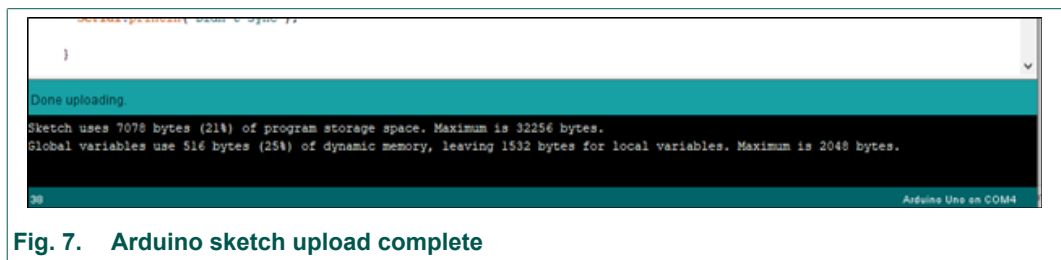 }
Done uploading.
Sketch uses 7078 bytes (21%) of program storage space. Maximum is 32256 bytes.
Global variables use 516 bytes (25%) of dynamic memory, leaving 1532 bytes for local variables. Maximum is 2048 bytes.
38 Arduino Uno on COM4
Fig. 7. Arduino sketch upload complete